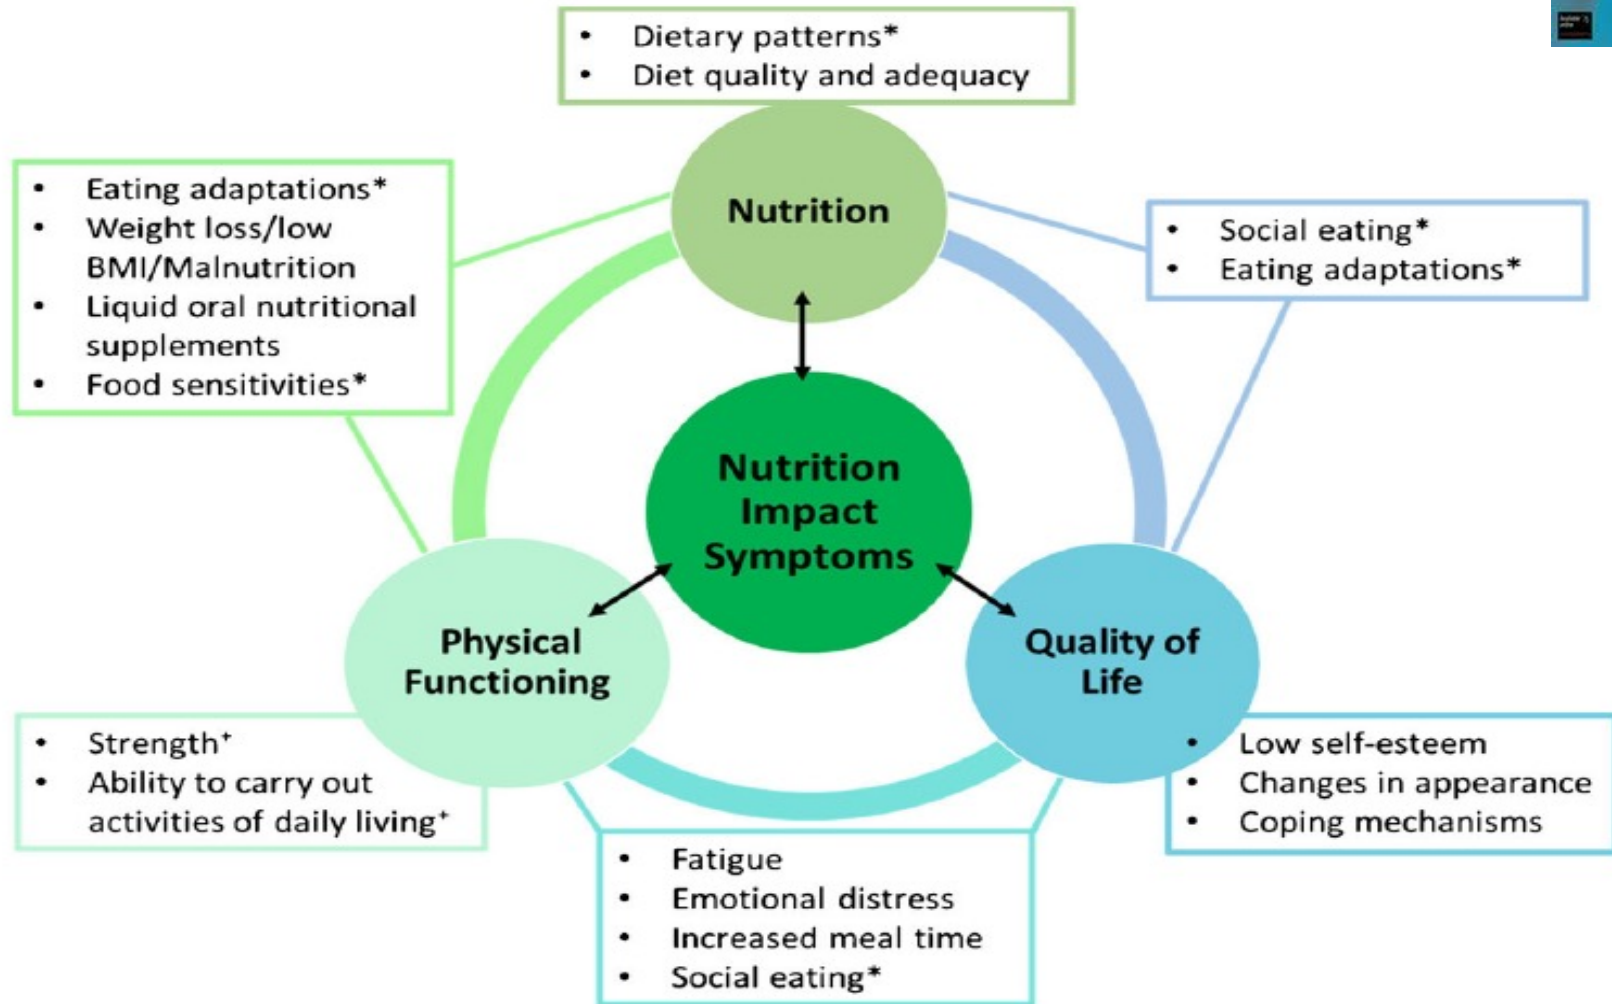 • Dietary patterns*
• Diet quality and adequacy
Nutrition
• Eating adaptations*
• Weight loss/low
BMI/Malnutrition
• Liquid oral nutritional
supplements
• Food sensitivities*
• Social eating*
• Eating adaptations*
Nutrition
Impact
Symptoms
Physical
Functioning
Quality of
Life
• Strength⁺
• Ability to carry out
activities of daily living⁺
• Low self-esteem
• Changes in appearance
• Coping mechanisms
• Fatigue
• Emotional distress
• Increased meal time
• Social eating*